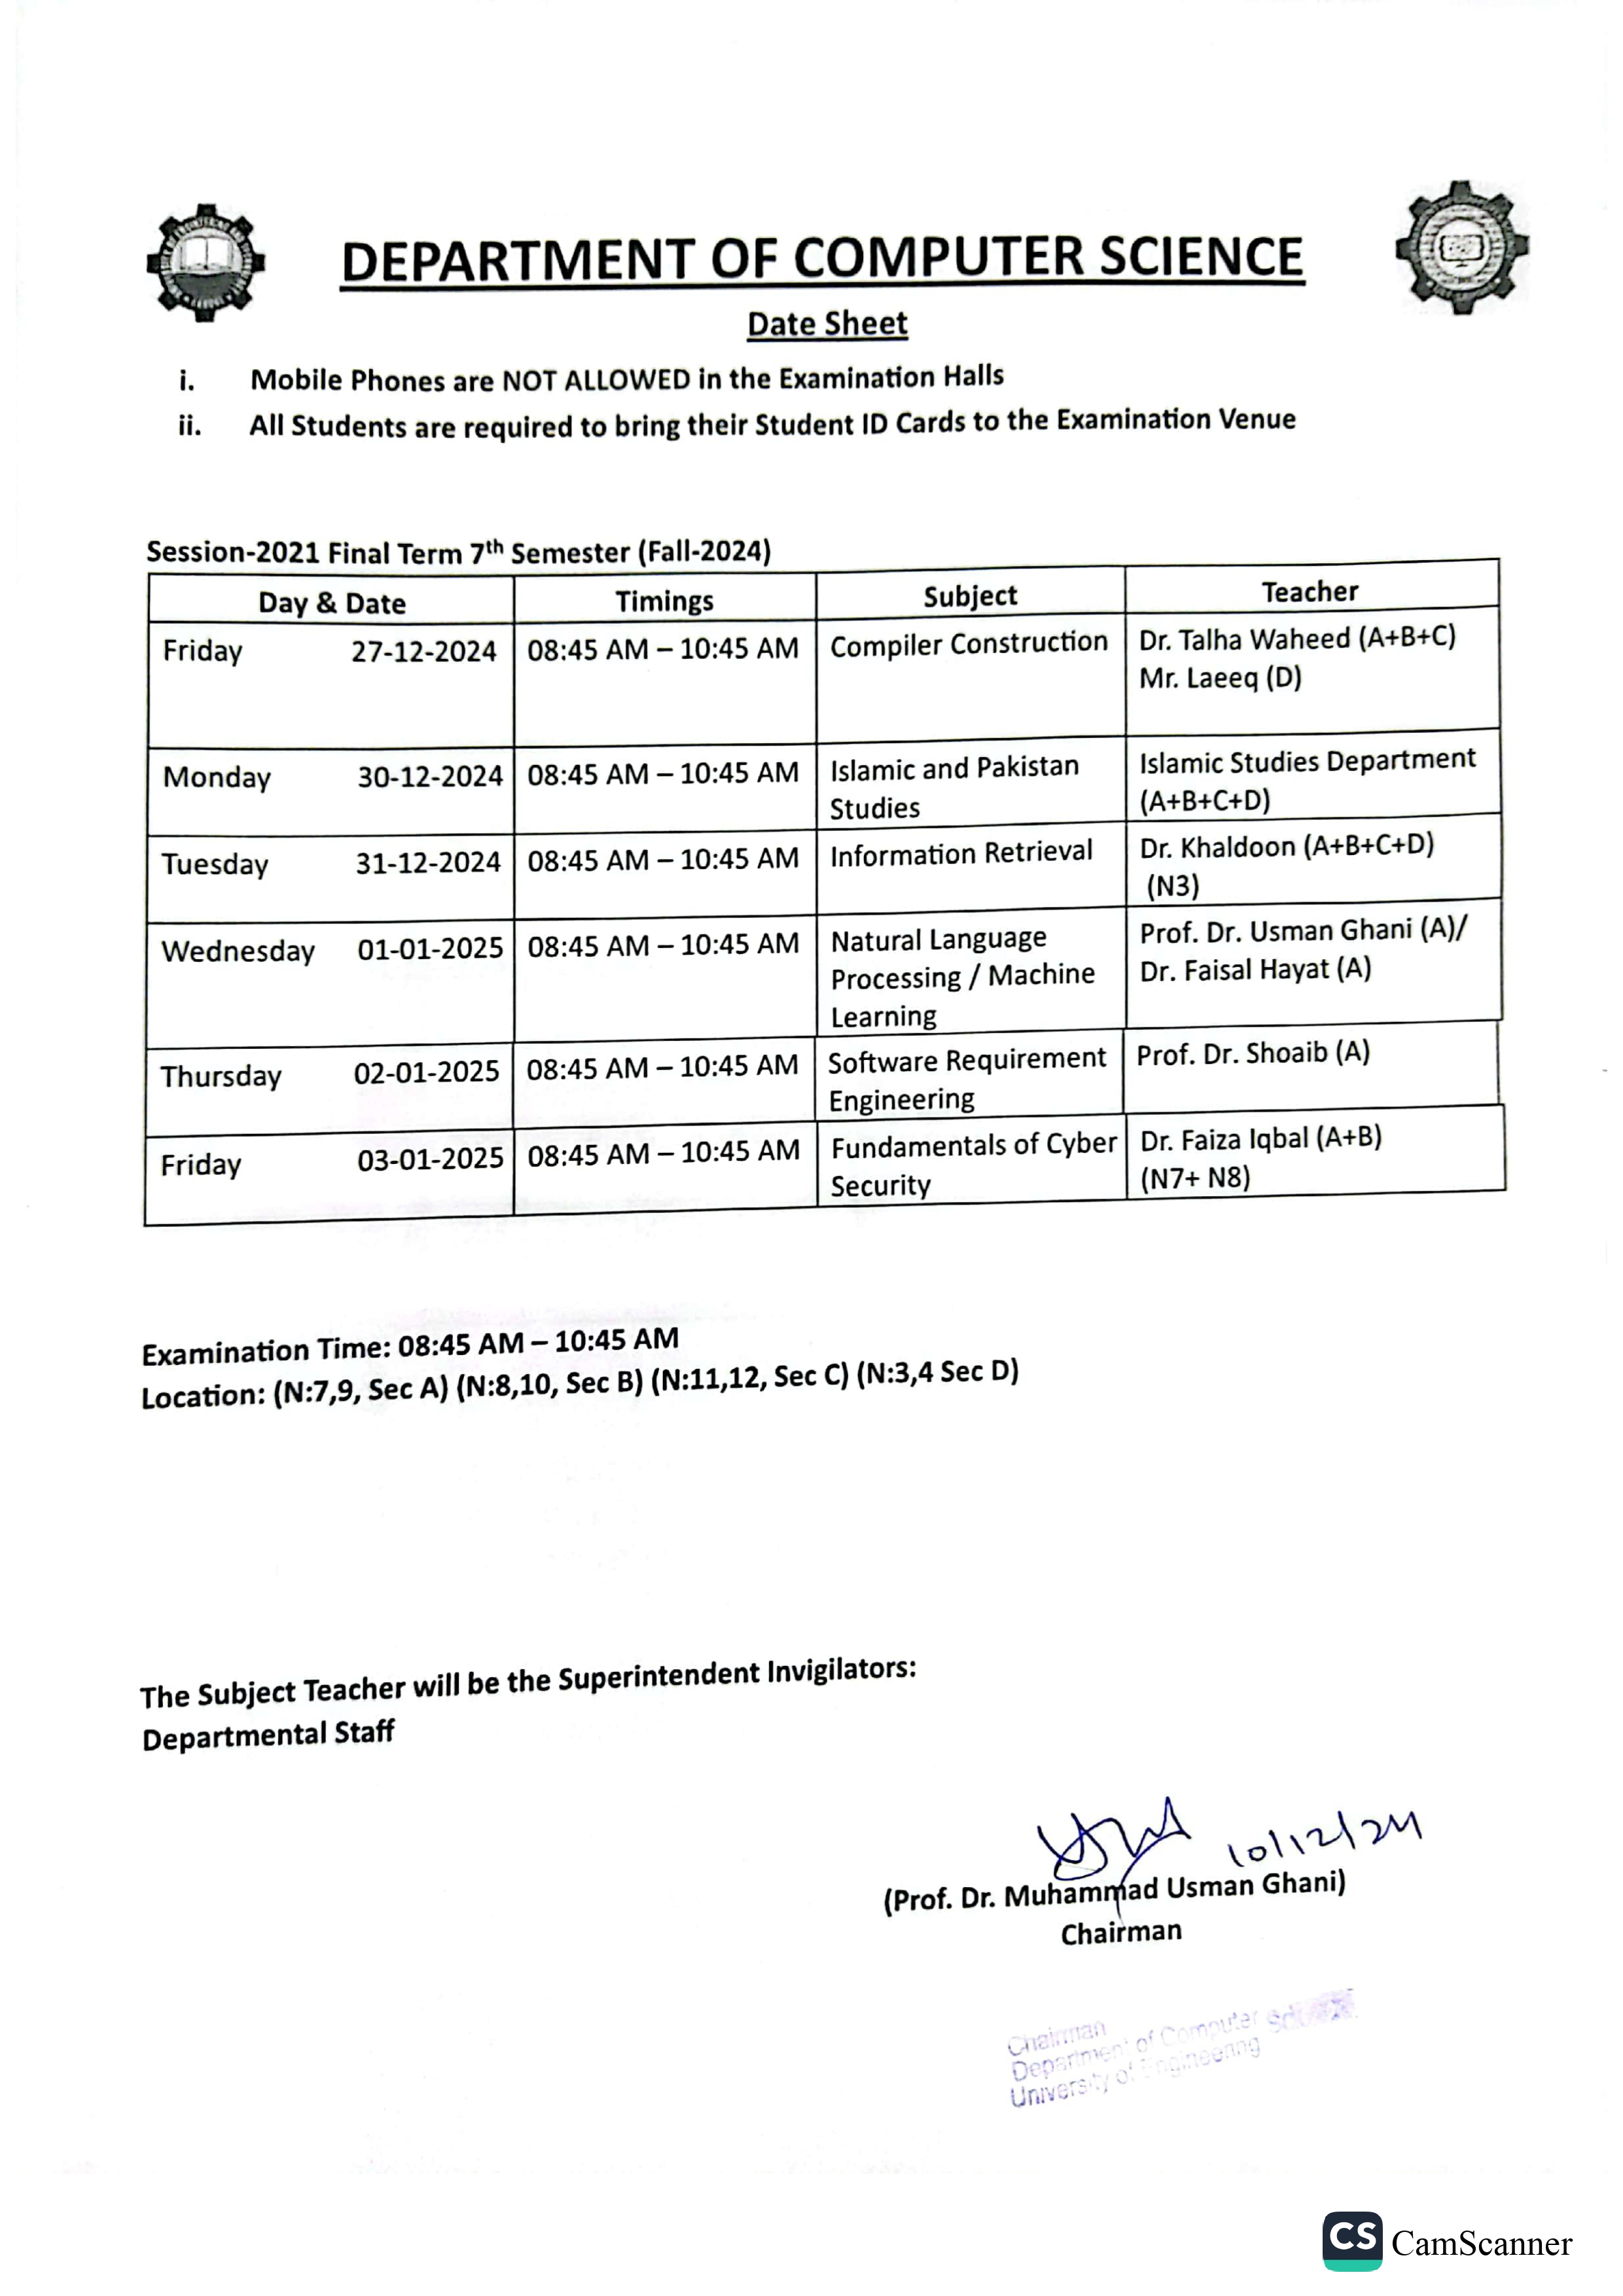 DEPARTMENT OF COMPUTER SCIENCE
Date Sheet
i. Mobile Phones are NOT ALLOWED in the Examination Halls
ii. All Students are required to bring their Student ID Cards to the Examination Venue
Session-2021 Final Term 7th Semester (Fall-2024)
Day & Date Timings Subject Teacher
Friday 27-12-2024 08:45 AM – 10:45 AM Compiler Construction Dr. Talha Waheed (A+B+C)
Mr. Laeeq (D)
Monday 30-12-2024 08:45 AM – 10:45 AM Islamic and Pakistan Islamic Studies Department
Studies (A+B+C+D)
Tuesday 31-12-2024 08:45 AM – 10:45 AM Information Retrieval Dr. Khaldoon (A+B+C+D)
(N3)
Wednesday 01-01-2025 08:45 AM – 10:45 AM Natural Language Prof. Dr. Usman Ghani (A)/
Processing / Machine Dr. Faisal Hayat (A)
Learning
Thursday 02-01-2025 08:45 AM – 10:45 AM Software Requirement Prof. Dr. Shoaib (A)
Engineering
Friday 03-01-2025 08:45 AM – 10:45 AM Fundamentals of Cyber Dr. Faiza Iqbal (A+B)
Security (N7+ N8)
Examination Time: 08:45 AM – 10:45 AM
Location: (N:7,9, Sec A) (N:8,10, Sec B) (N:11,12, Sec C) (N:3,4 Sec D)
The Subject Teacher will be the Superintendent Invigilators:
Departmental Staff
10/12/24
(Prof. Dr. Muhammad Usman Ghani)
Chairman
Chairman
Department of Computer
University of Engineering
CS CamScanner